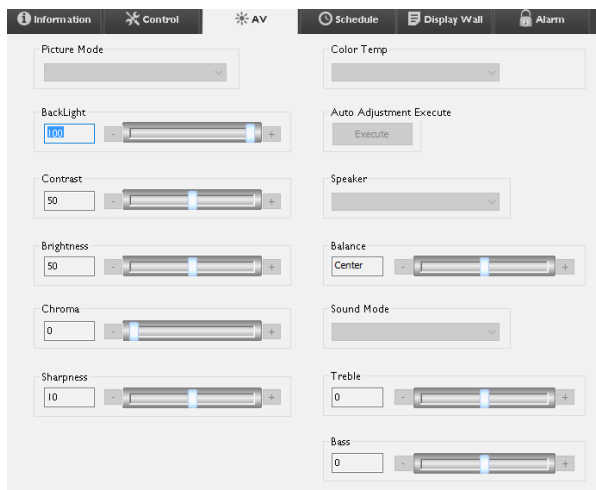 Information Control AV Schedule Display Wall Alarm
Picture Mode
BackLight
100 - +
Contrast
50 - +
Brightness
50 - +
Chroma
0 - +
Sharpness
10 - +
Color Temp
Auto Adjustment Execute
Execute
Speaker
Balance
Center - +
Sound Mode
Treble
0 - +
Bass
0 - +